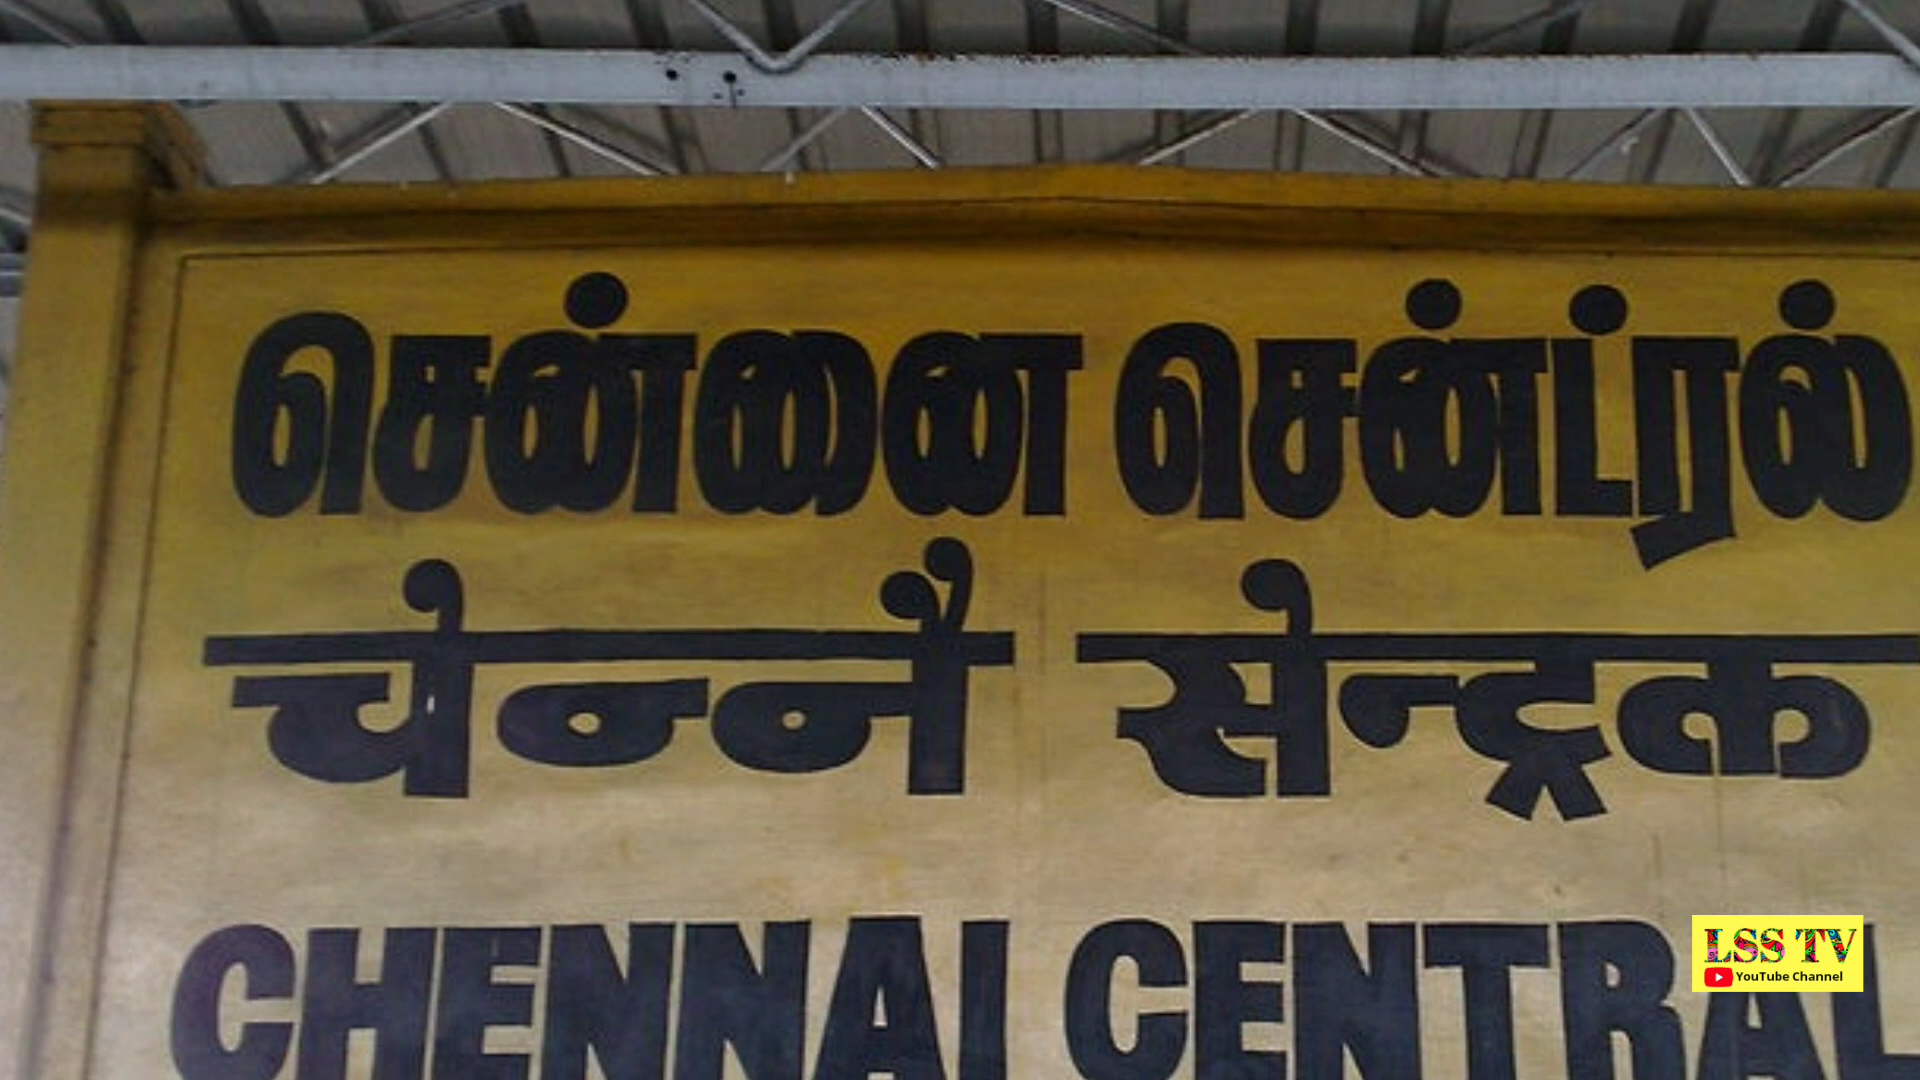 சென்னை சென்ட்ரல்
चेन्नै सेन्ट्रल
CHENNAI CENTRAL
LSS TV
YouTube Channel